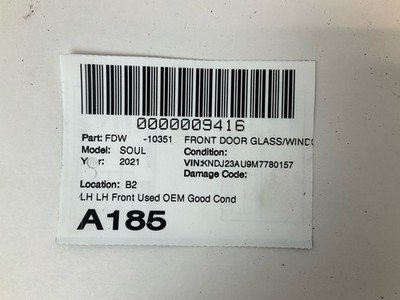 0000009416
Part: FDW -10351 FRONT DOOR GLASS/WIND
Model: SOUL Condition:
Year: 2021 VIN:KNDJ23AU9M7780157
Damage Code:
Location: B2
LH LH Front Used OEM Good Cond
A185